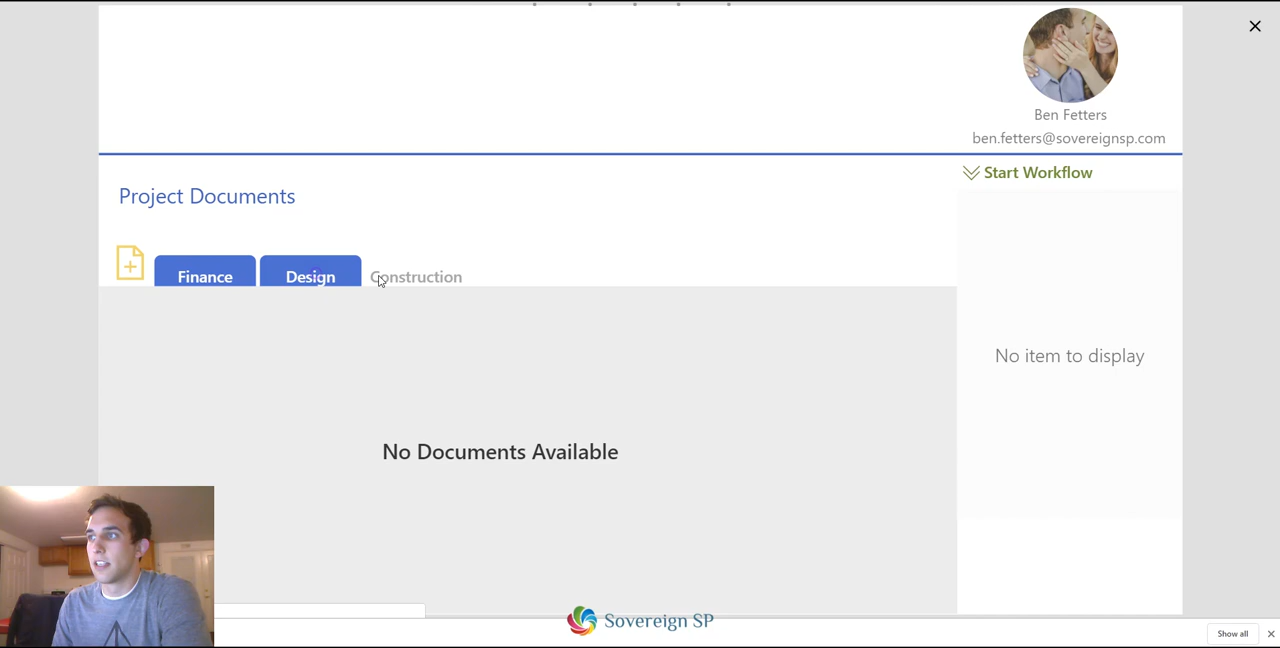 Ben Fetters
ben.fetters@sovereignsp.com
Start Workflow
Project Documents
Finance
Design
Construction
No item to display
No Documents Available
Sovereign SP
Show all